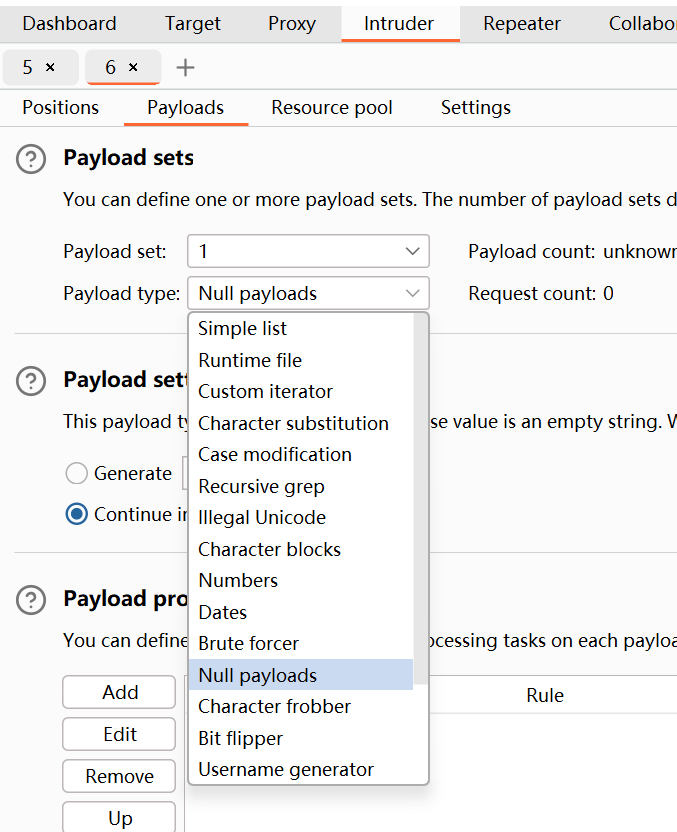 Dashboard Target Proxy Intruder Repeater Collabo
5 × 6 × +
Positions Payloads Resource pool Settings
? Payload sets
You can define one or more payload sets. The number of payload sets d
Payload set: 1 Payload count: unknown
Payload type: Null payloads Request count: 0
Simple list
Runtime file
? Payload sett
Custom iterator
This payload ty
Character substitution
se value is an empty string. W
Case modification
Generate
Recursive grep
Continue in
Illegal Unicode
Character blocks
Numbers
? Payload pro
Dates
You can define
Brute forcer
ocessing tasks on each payloa
Null payloads
Add
Rule
Character frobber
Edit
Bit flipper
Remove
Username generator
Up